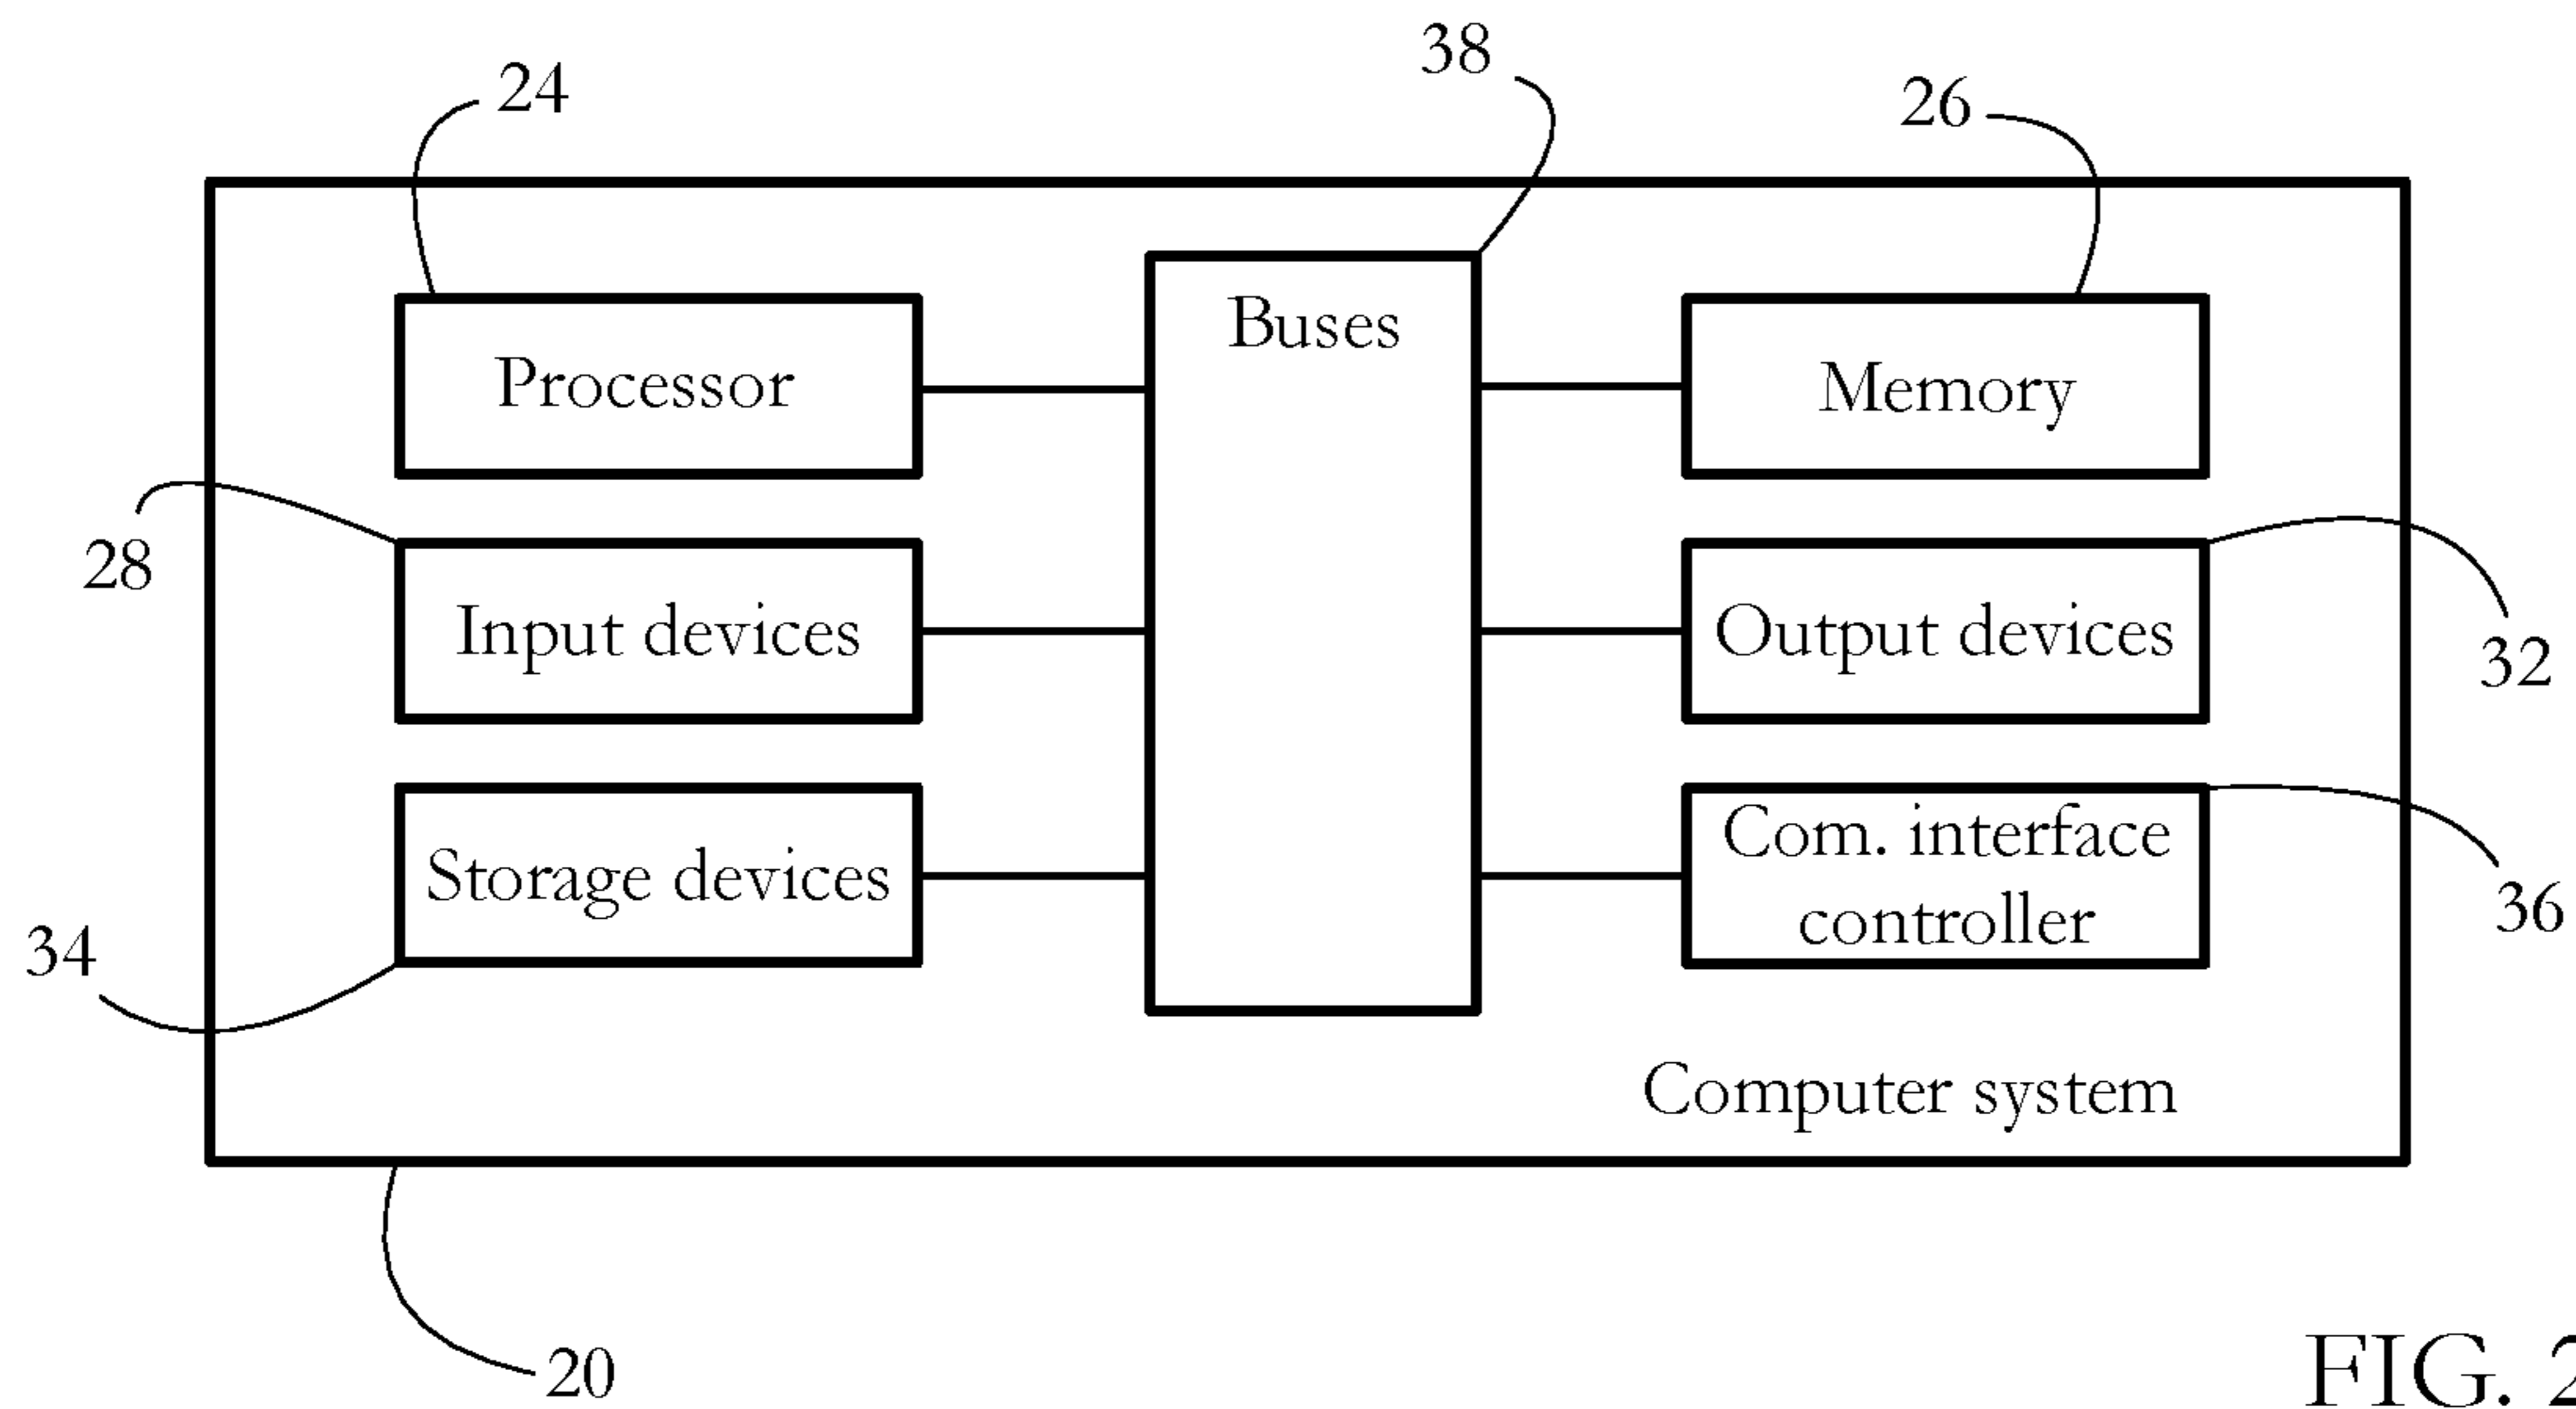 38
24
26
Buses
Processor
Memory
28
Input devices
Output devices
32
Com. interface
controller
Storage devices
36
34
Computer system
20
FIG. 2